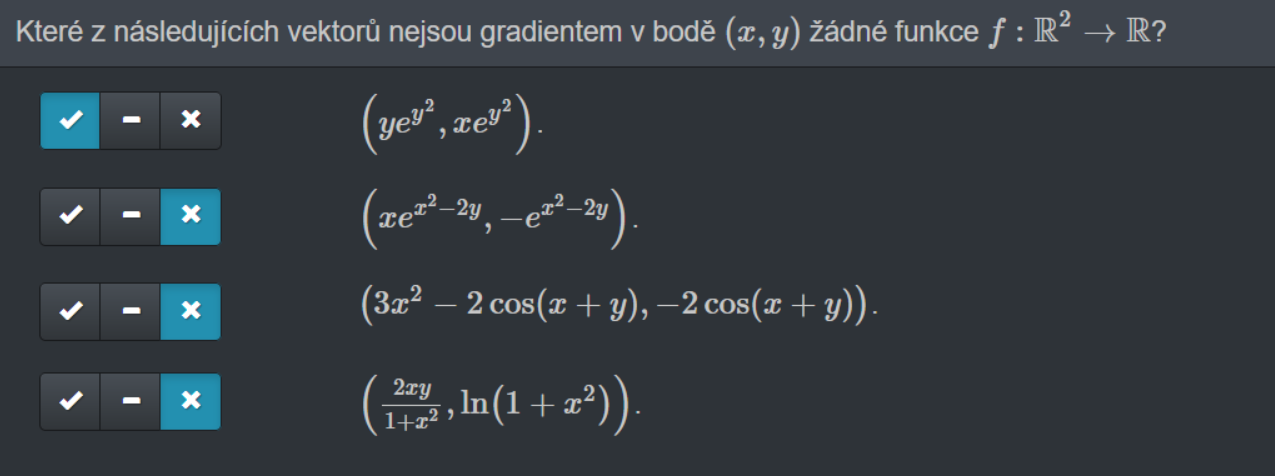 Které z následujících vektorů nejsou gradientem v bodě (x, y) žádné funkce f : ℝ² → ℝ?
(ye^{y²}, xe^{y²}).
(xe^{x²−2y}, −e^{x²−2y}).
(3x² − 2 cos(x + y), −2 cos(x + y)).
(\frac{2xy}{1+x²}, ln(1 + x²)).